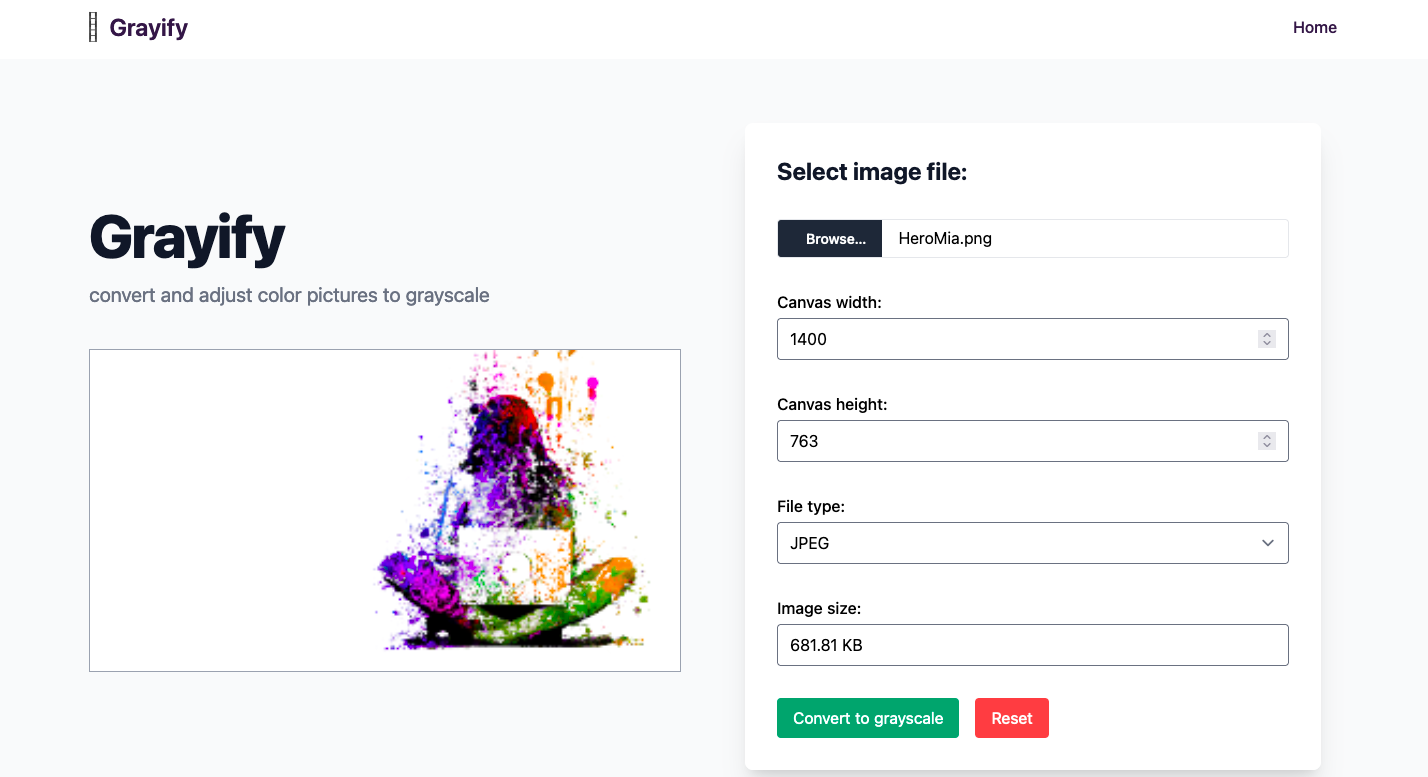 Grayify
Home
Grayify
convert and adjust color pictures to grayscale
Select image file:
Browse...
HeroMia.png
Canvas width:
1400
Canvas height:
763
File type:
JPEG
Image size:
681.81 KB
Convert to grayscale
Reset